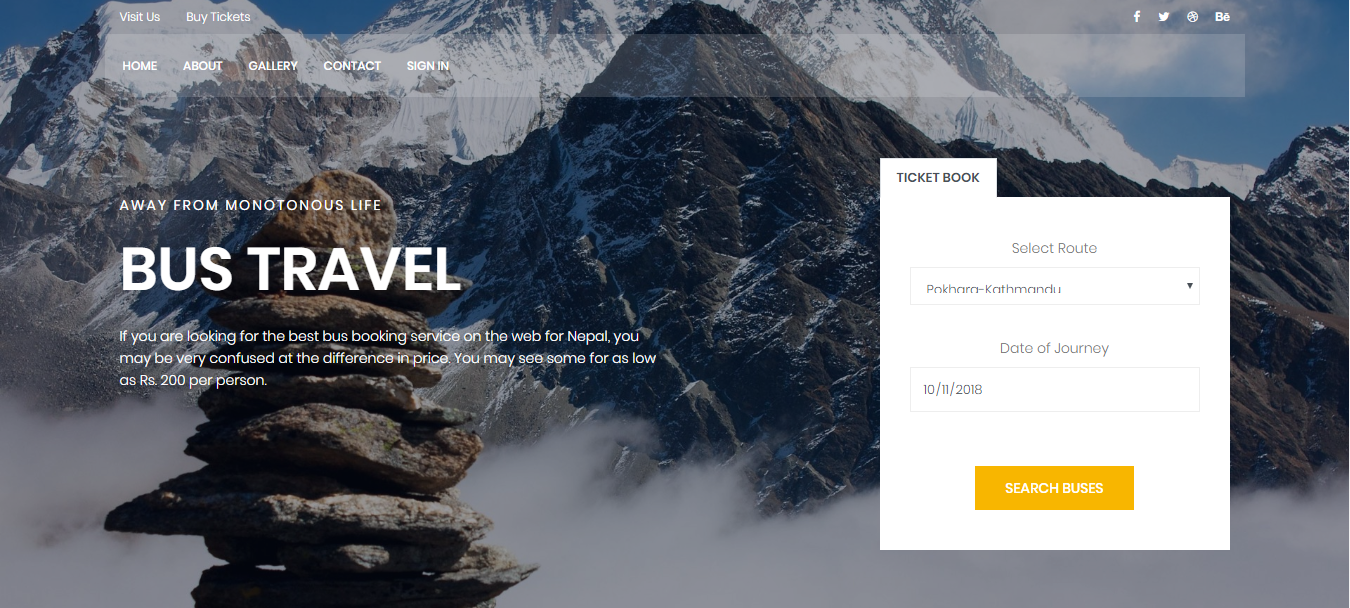 Visit Us Buy Tickets
Bē
HOME ABOUT GALLERY CONTACT SIGN IN
TICKET BOOK
AWAY FROM MONOTONOUS LIFE
BUS TRAVEL
If you are looking for the best bus booking service on the web for Nepal, you
may be very confused at the difference in price. You may see some for as low
as Rs. 200 per person.
Select Route
Pokhara-Kathmandu
Date of Journey
10/11/2018
SEARCH BUSES